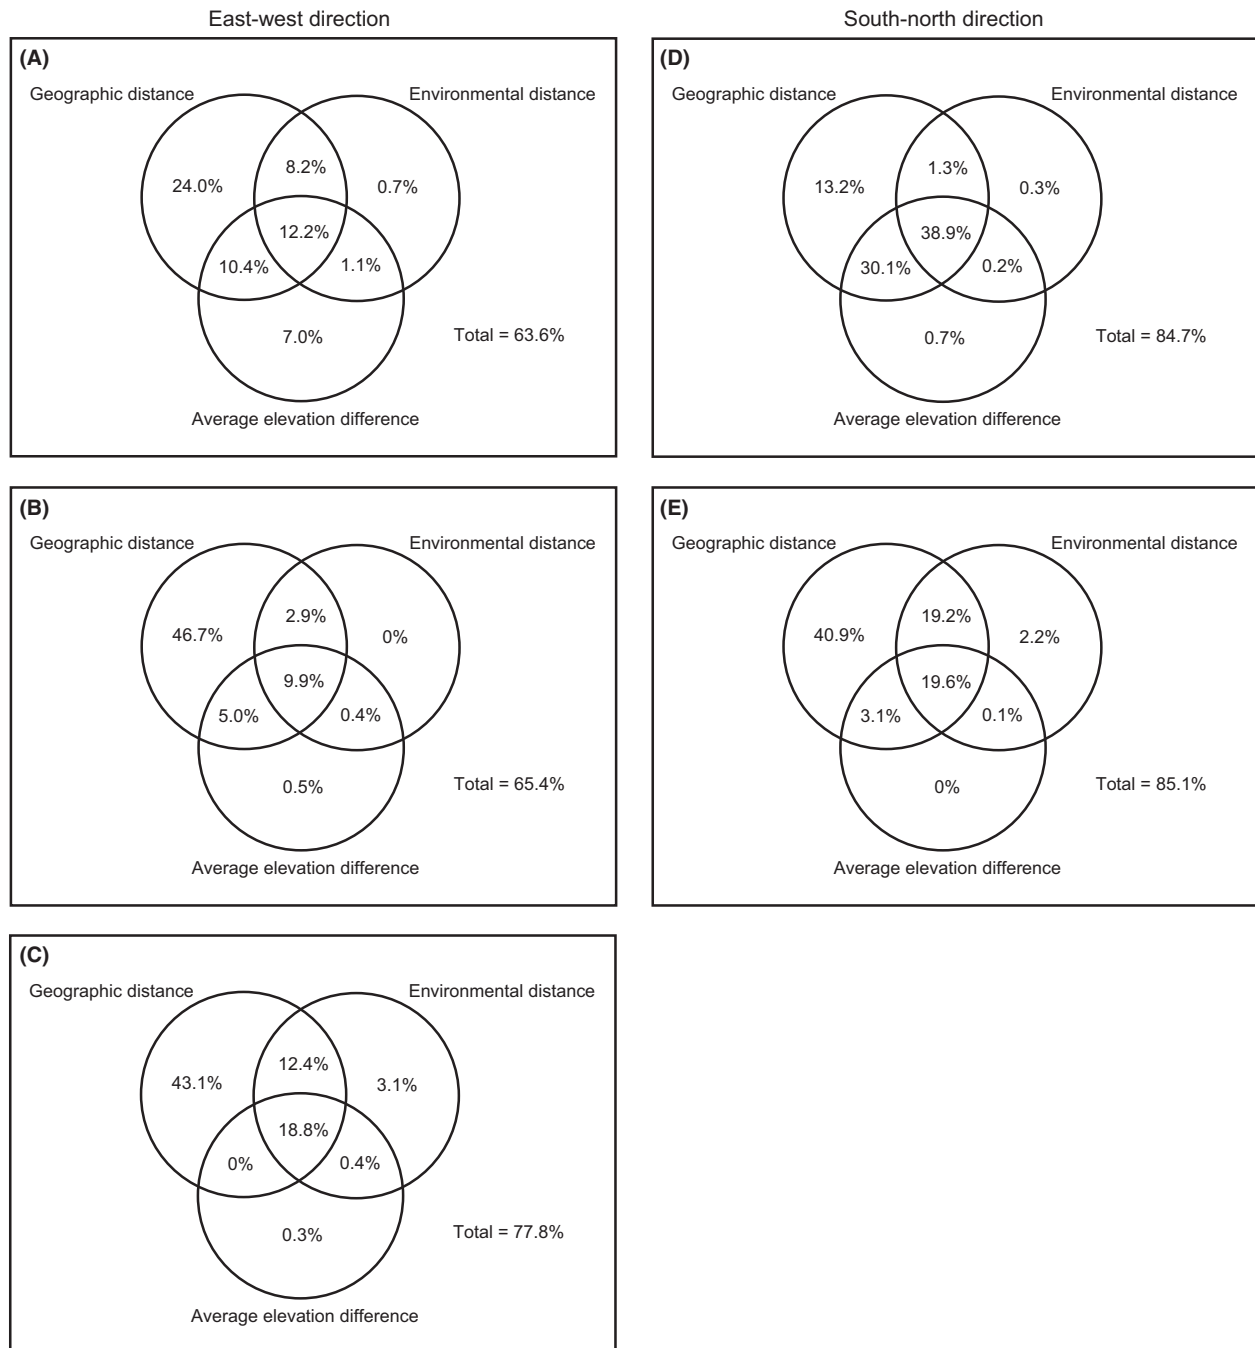 East-west direction
South-north direction
(A)
Geographic distance
Environmental distance
8.2%
24.0%
0.7%
12.2%
10.4%
1.1%
7.0%
Total = 63.6%
Average elevation difference
(D)
Geographic distance
Environmental distance
1.3%
13.2%
0.3%
38.9%
30.1%
0.2%
0.7%
Total = 84.7%
Average elevation difference
(B)
Geographic distance
Environmental distance
2.9%
46.7%
0%
9.9%
5.0%
0.4%
0.5%
Total = 65.4%
Average elevation difference
(E)
Geographic distance
Environmental distance
19.2%
40.9%
2.2%
19.6%
3.1%
0.1%
0%
Total = 85.1%
Average elevation difference
(C)
Geographic distance
Environmental distance
12.4%
43.1%
3.1%
18.8%
0%
0.4%
0.3%
Total = 77.8%
Average elevation difference